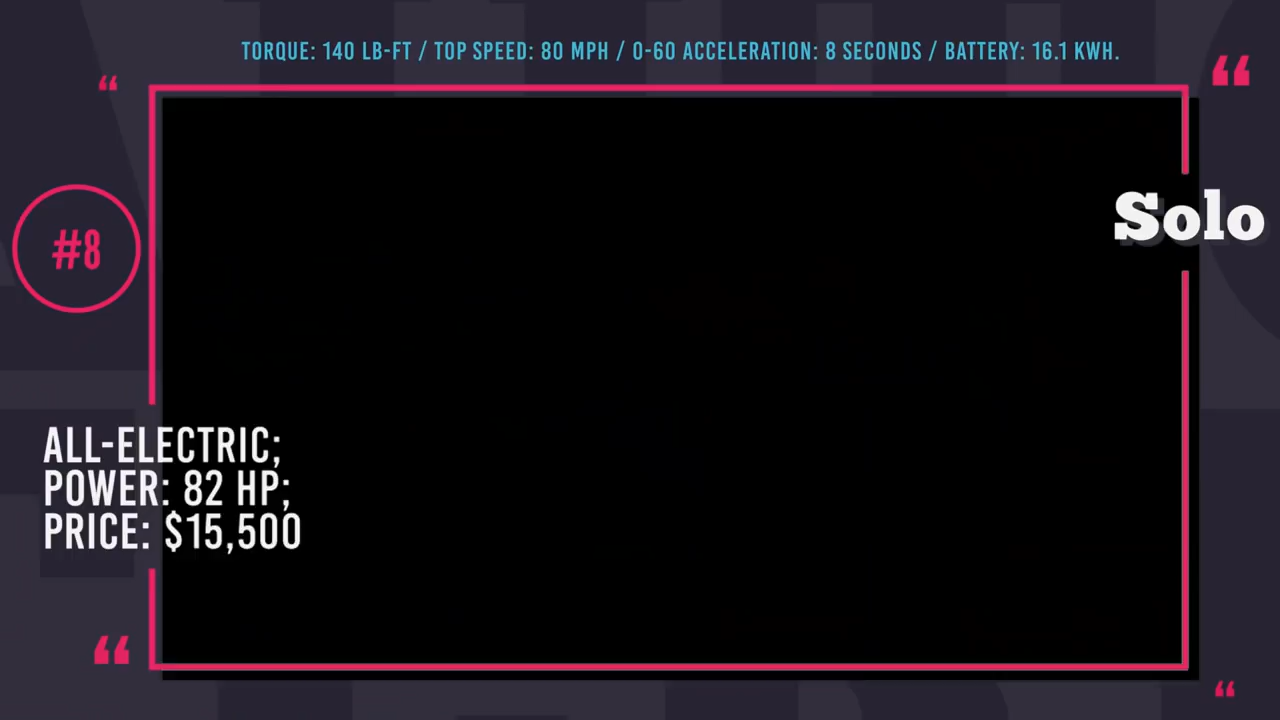 TORQUE: 140 LB-FT / TOP SPEED: 80 MPH / 0-60 ACCELERATION: 8 SECONDS / BATTERY: 16.1 KWH.
Solo
#8
ALL-ELECTRIC;
POWER: 82 HP;
PRICE: $15,500